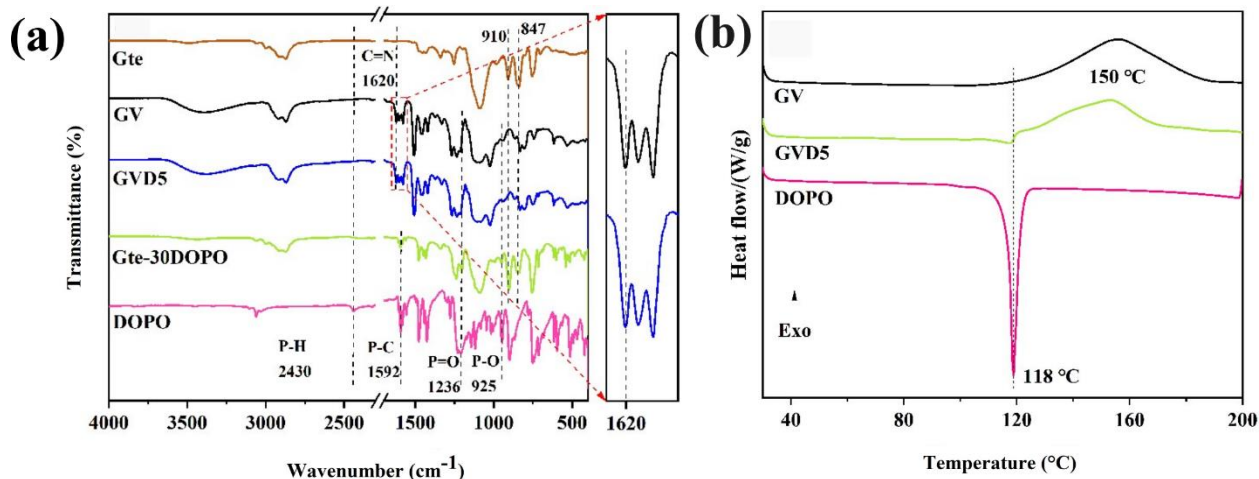 (a)
Gte
C=N
1620
910
847
GV
GVD5
Gte-30DOPO
DOPO
P-H
2430
P-C
1592
P=O
1236
P-O
925
Transmittance (%)
4000
3000
2500
1500
1000
500
1620
Wavenumber (cm⁻¹)
(b)
GV
150 °C
GVD5
DOPO
Exo
118 °C
Heat flow/(W/g)
40
80
120
160
200
Temperature (°C)